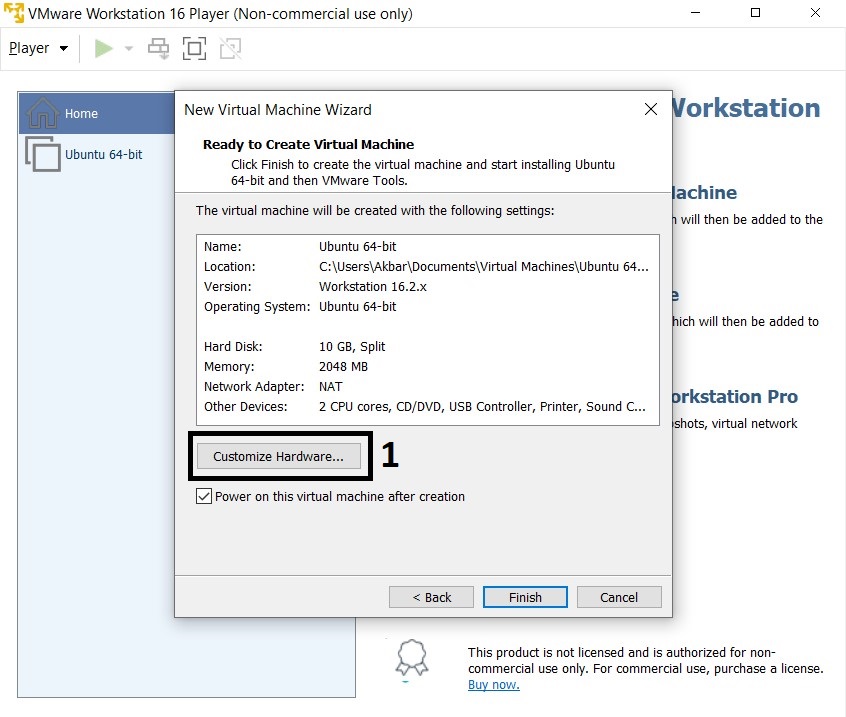 VMware Workstation 16 Player (Non-commercial use only)
Player
Home
Ubuntu 64-bit
New Virtual Machine Wizard
Ready to Create Virtual Machine
Click Finish to create the virtual machine and start installing Ubuntu
64-bit and then VMware Tools.
The virtual machine will be created with the following settings:
Name: Ubuntu 64-bit
Location: C:\Users\Akbar\Documents\Virtual Machines\Ubuntu 64...
Version: Workstation 16.2.x
Operating System: Ubuntu 64-bit
Hard Disk: 10 GB, Split
Memory: 2048 MB
Network Adapter: NAT
Other Devices: 2 CPU cores, CD/DVD, USB Controller, Printer, Sound C...
Customize Hardware... 1
Power on this virtual machine after creation
< Back Finish Cancel
Workstation
achine
will then be added to the
hich will then be added to
orkstation Pro
shots, virtual network
This product is not licensed and is authorized for non-
commercial use only. For commercial use, purchase a license.
Buy now.